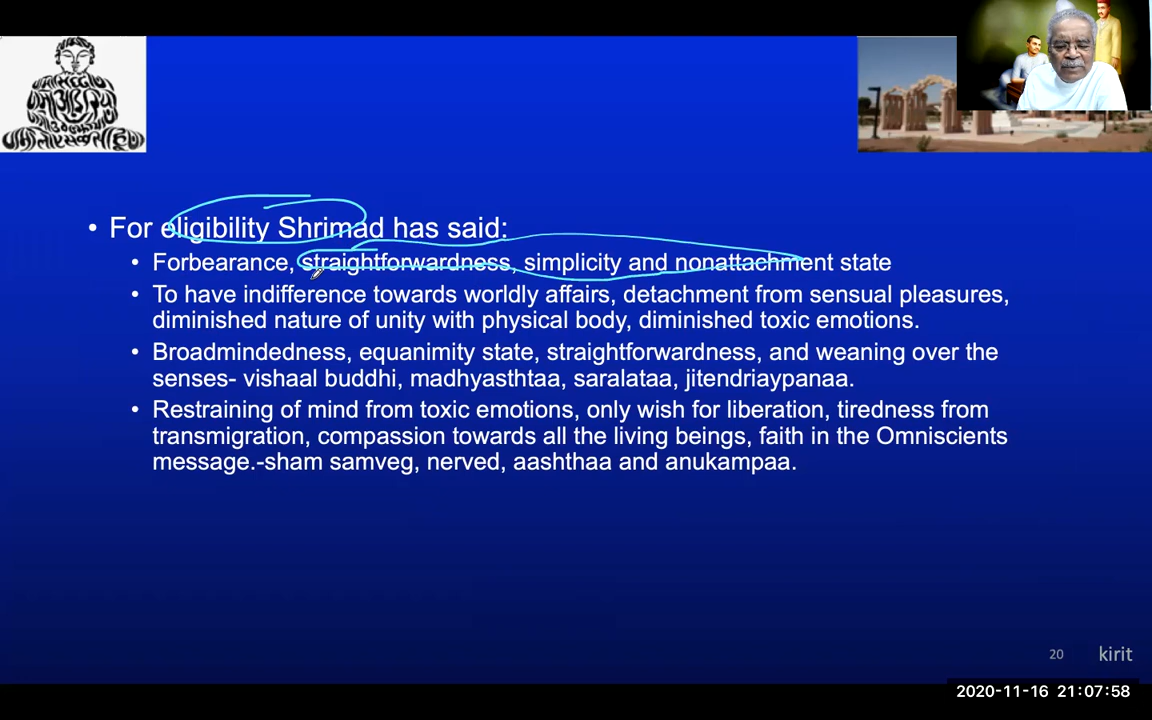 • For eligibility Shrimad has said:
• Forbearance, straightforwardness, simplicity and nonattachment state
• To have indifference towards worldly affairs, detachment from sensual pleasures,
diminished nature of unity with physical body, diminished toxic emotions.
• Broadmindedness, equanimity state, straightforwardness, and weaning over the
senses- vishaal buddhi, madhyasthtaa, saralataa, jitendriaypanaa.
• Restraining of mind from toxic emotions, only wish for liberation, tiredness from
transmigration, compassion towards all the living beings, faith in the Omniscients
message.-sham samveg, nerved, aashthaa and anukampaa.
20 kirit
2020-11-16 21:07:58